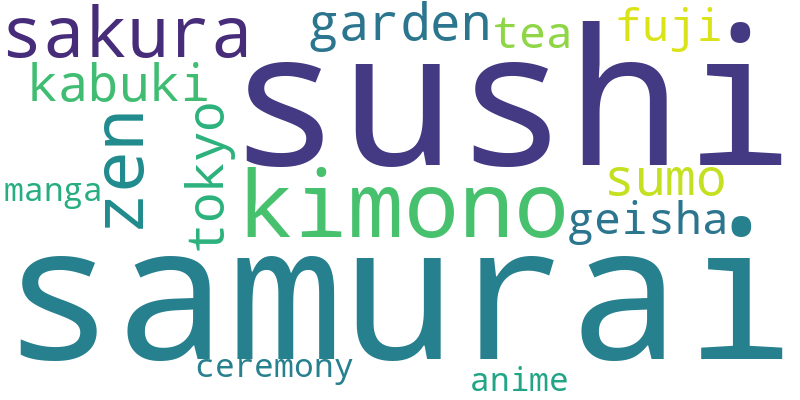 sakura
garden
tea
fuji
kabuki
sushi
zen
tokyo
manga
kimono
sumo
geisha
samurai
ceremony
anime